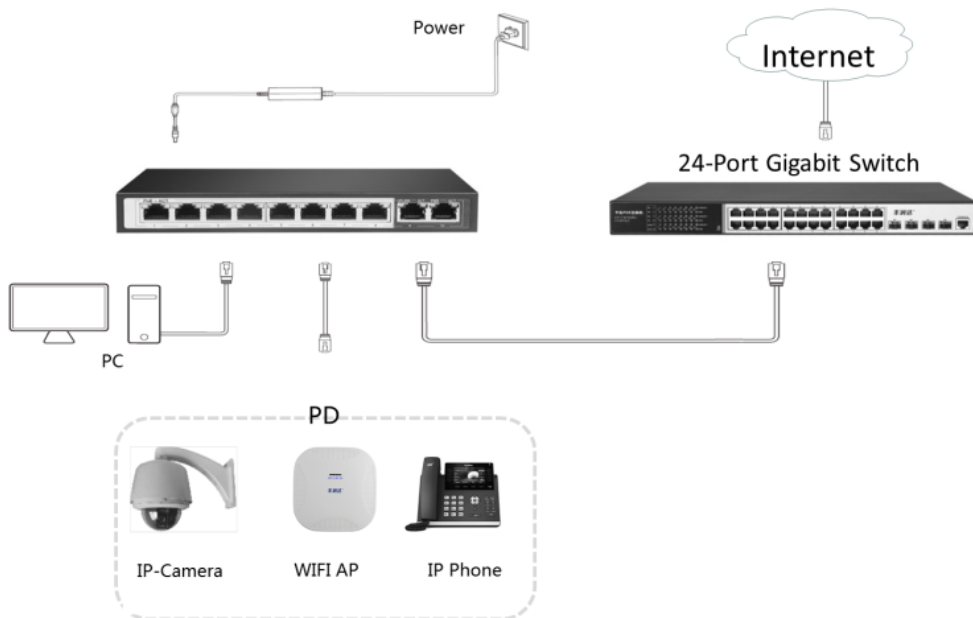 Power
Internet
24-Port Gigabit Switch
PC
PD
IP-Camera
WIFI AP
IP Phone